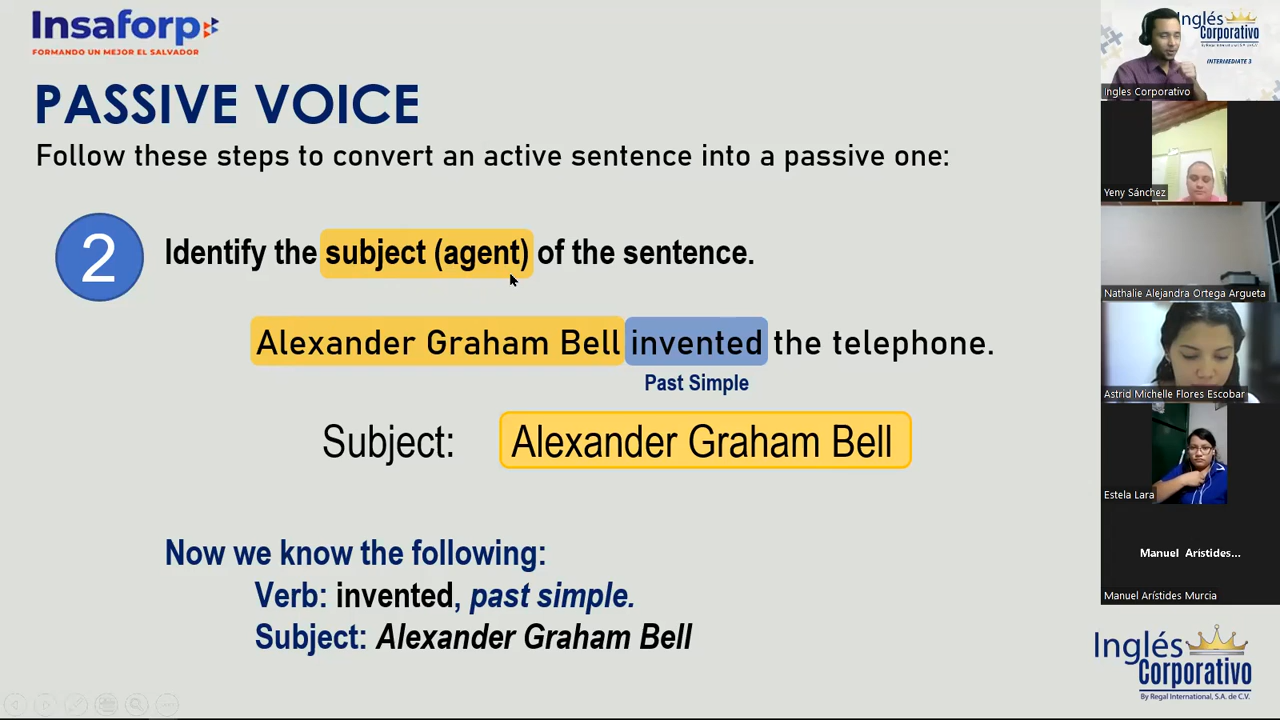 Insaforp
FORMANDO UN MEJOR EL SALVADOR
PASSIVE VOICE
Follow these steps to convert an active sentence into a passive one:
2
Identify the subject (agent) of the sentence.
Alexander Graham Bell invented the telephone.
Past Simple
Subject: Alexander Graham Bell
Now we know the following:
Verb: invented, past simple.
Subject: Alexander Graham Bell
Inglés
Corporativo
By Regal International, S.A. de C.V.
INTERMEDIATE 3
Ingles Corporativo
Yeny Sánchez
Nathalie Alejandra Ortega Argueta
Astrid Michelle Flores Escobar
Estela Lara
Manuel Aristides...
Manuel Arístides Murcia
Inglés
Corporativo
By Regal International, S.A. de C.V.